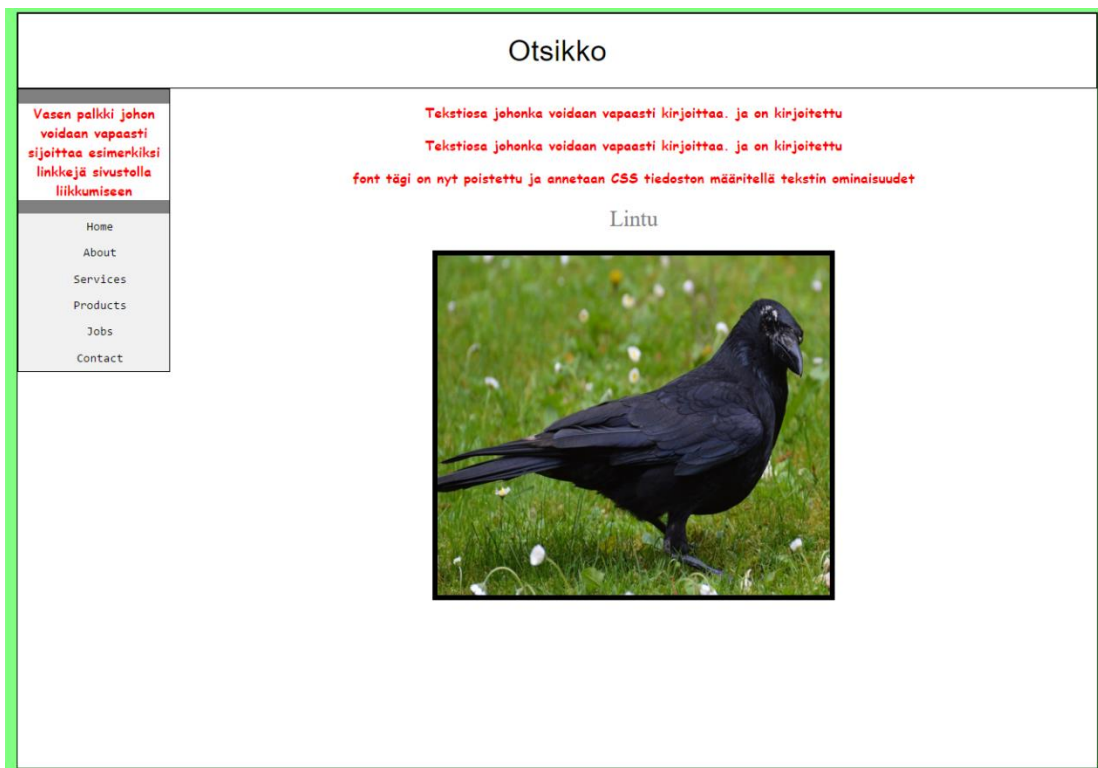 Otsikko
Vasen palkki johon
voidaan vapaasti
sijoittaa esimerkiksi
linkkejä sivustolla
liikkumiseen
Home
About
Services
Products
Jobs
Contact
Tekstiosa johonka voidaan vapaasti kirjoittaa. ja on kirjoitettu
Tekstiosa johonka voidaan vapaasti kirjoittaa. ja on kirjoitettu
font tägi on nyt poistettu ja annetaan CSS tiedoston määritellä tekstin ominaisuudet
Lintu